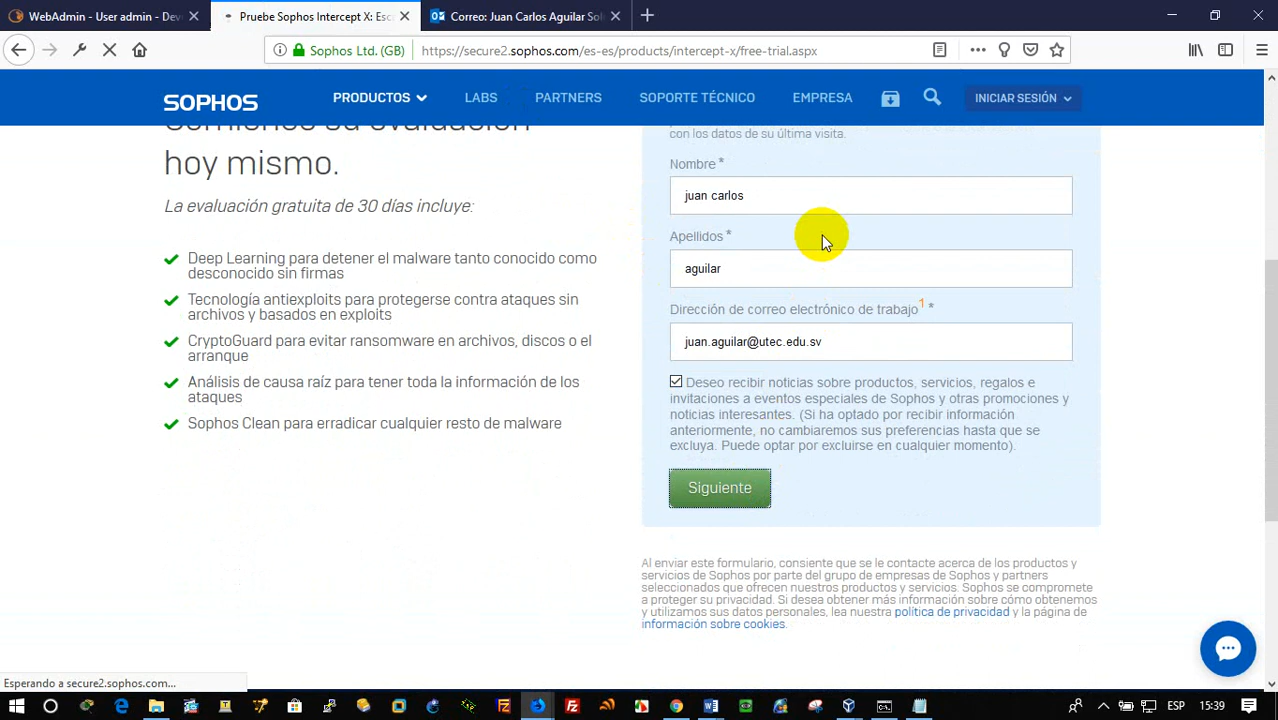 WebAdmin - User admin - Dev
Pruebe Sophos Intercept X: Esc
Correo: Juan Carlos Aguilar Sol
Sophos Ltd. (GB)
https://secure2.sophos.com/es-es/products/intercept-x/free-trial.aspx
SOPHOS
PRODUCTOS
LABS
PARTNERS
SOPORTE TÉCNICO
EMPRESA
INICIAR SESIÓN
Comience su evaluación
hoy mismo.
La evaluación gratuita de 30 días incluye:
Deep Learning para detener el malware tanto conocido como
desconocido sin firmas
Tecnología antiexploits para protegerse contra ataques sin
archivos y basados en exploits
CryptoGuard para evitar ransomware en archivos, discos o el
arranque
Análisis de causa raíz para tener toda la información de los
ataques
Sophos Clean para erradicar cualquier resto de malware
con los datos de su última visita.
Nombre *
juan carlos
Apellidos *
aguilar
Dirección de correo electrónico de trabajo1 *
juan.aguilar@utec.edu.sv
Deseo recibir noticias sobre productos, servicios, regalos e
invitaciones a eventos especiales de Sophos y otras promociones y
noticias interesantes. (Si ha optado por recibir información
anteriormente, no cambiaremos sus preferencias hasta que se
excluya. Puede optar por excluirse en cualquier momento).
Siguiente
Al enviar este formulario, consiente que se le contacte acerca de los productos y
servicios de Sophos por parte del grupo de empresas de Sophos y partners
seleccionados que ofrecen nuestros productos y servicios. Sophos se compromete
a proteger su privacidad. Si desea obtener más información sobre cómo obtenemos
y utilizamos sus datos personales, lea nuestra política de privacidad y la página de
información sobre cookies.
Esperando a secure2.sophos.com...
ESP
15:39